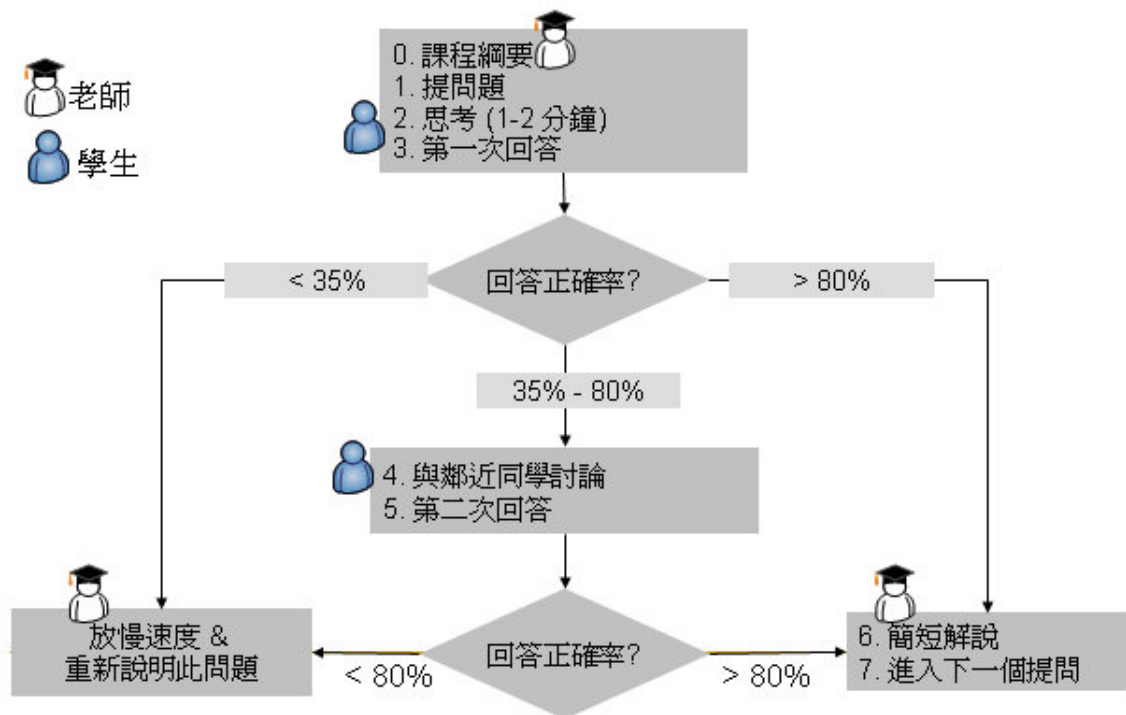 老師
學生
0. 課程綱要
1. 提問題
2. 思考 (1-2 分鐘)
3. 第一次回答
回答正確率?
< 35%
> 80%
35% - 80%
4. 與鄰近同學討論
5. 第二次回答
放慢速度 &
重新說明此問題
< 80%
回答正確率?
> 80%
6. 簡短解說
7. 進入下一個提問